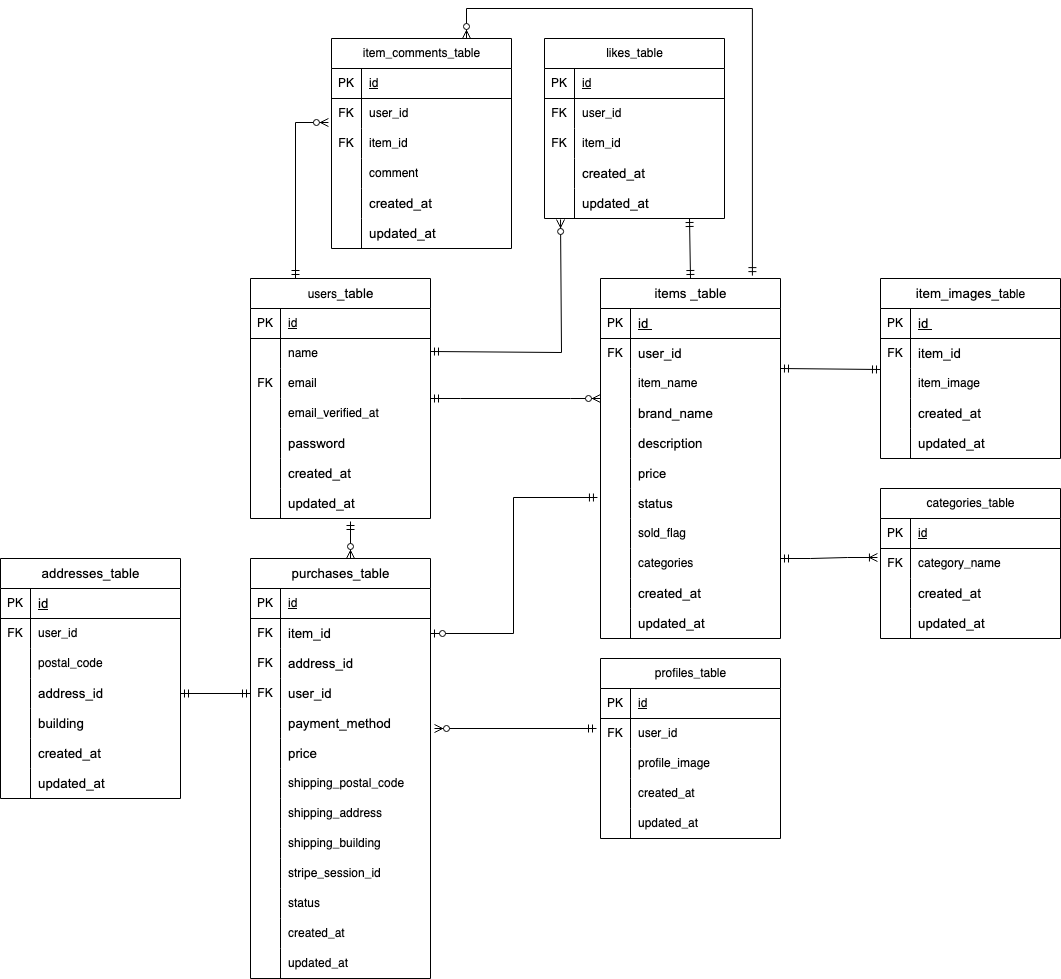 item_comments_table
PK id
FK user_id
FK item_id
comment
created_at
updated_at
likes_table
PK id
FK user_id
FK item_id
created_at
updated_at
users_table
PK id
name
FK email
email_verified_at
password
created_at
updated_at
items _table
PK id
FK user_id
item_name
brand_name
description
price
status
sold_flag
categories
created_at
updated_at
item_images_table
PK id
FK item_id
item_image
created_at
updated_at
categories_table
PK id
FK category_name
created_at
updated_at
addresses_table
PK id
FK user_id
postal_code
address_id
building
created_at
updated_at
purchases_table
PK id
FK item_id
FK address_id
FK user_id
payment_method
price
shipping_postal_code
shipping_address
shipping_building
stripe_session_id
status
created_at
updated_at
profiles_table
PK id
FK user_id
profile_image
created_at
updated_at